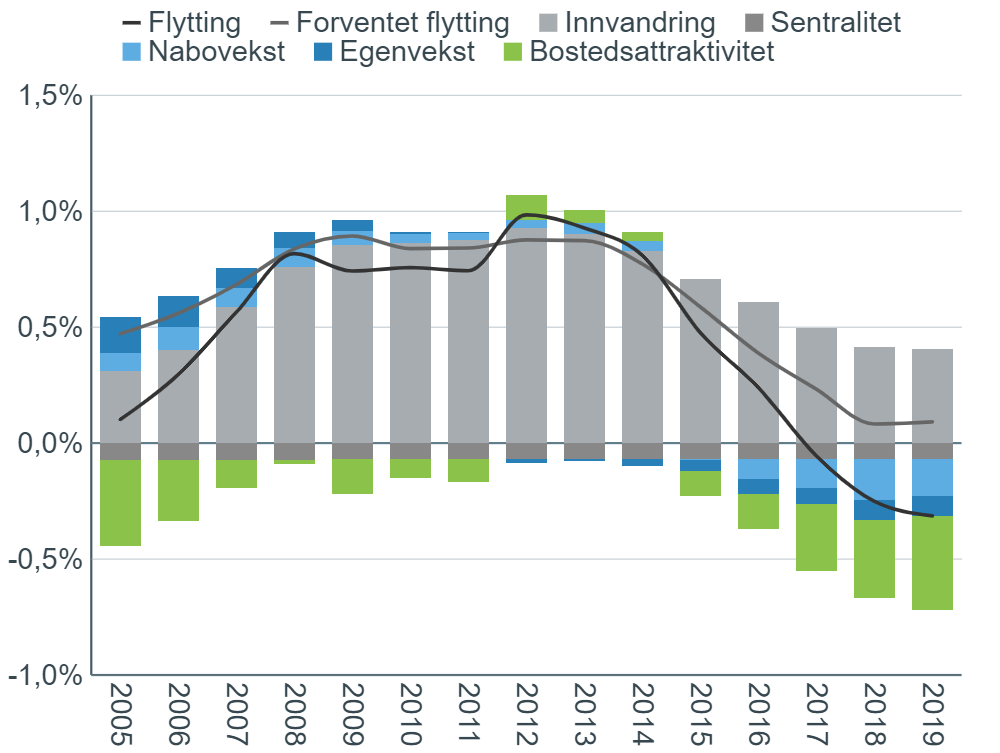 Flytting Forventet flytting Innvandring Sentralitet
Nabovekst Egenvekst Bostedsattraktivitet
1,5%
1,0%
0,5%
0,0%
-0,5%
-1,0%
2005 2006 2007 2008 2009 2010 2011 2012 2013 2014 2015 2016 2017 2018 2019